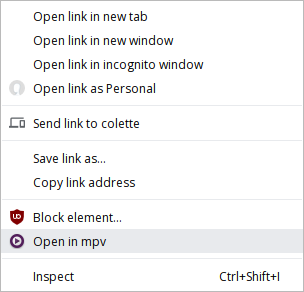 Open link in new tab
Open link in new window
Open link in incognito window
Open link as Personal
Send link to colette
Save link as...
Copy link address
Block element...
Open in mpv
Inspect Ctrl+Shift+I